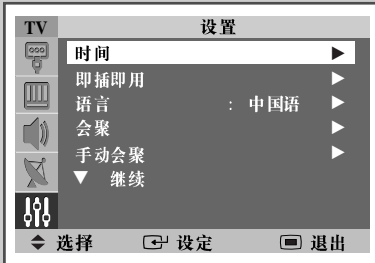 TV 设置
时间 ▶
即插即用 ▶
语言 : 中国语 ▶
会聚 ▶
手动会聚 ▶
▼ 继续
选择 设定 退出